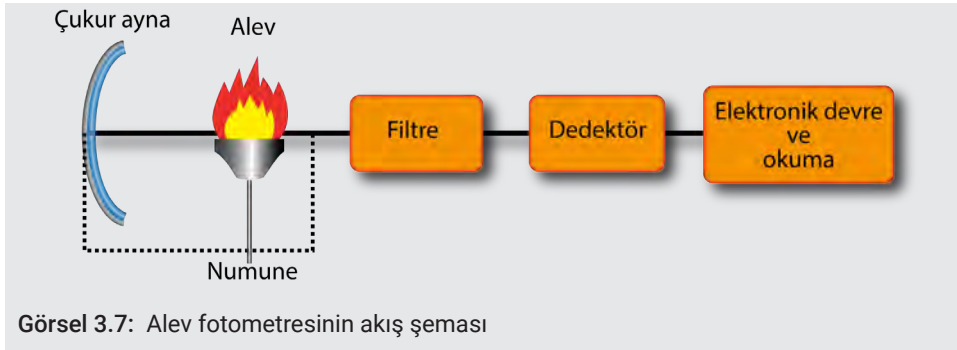 Çukur ayna
Alev
Filtre
Dedektör
Elektronik devre
ve
okuma
Numune
Görsel 3.7: Alev fotometresinin akış şeması